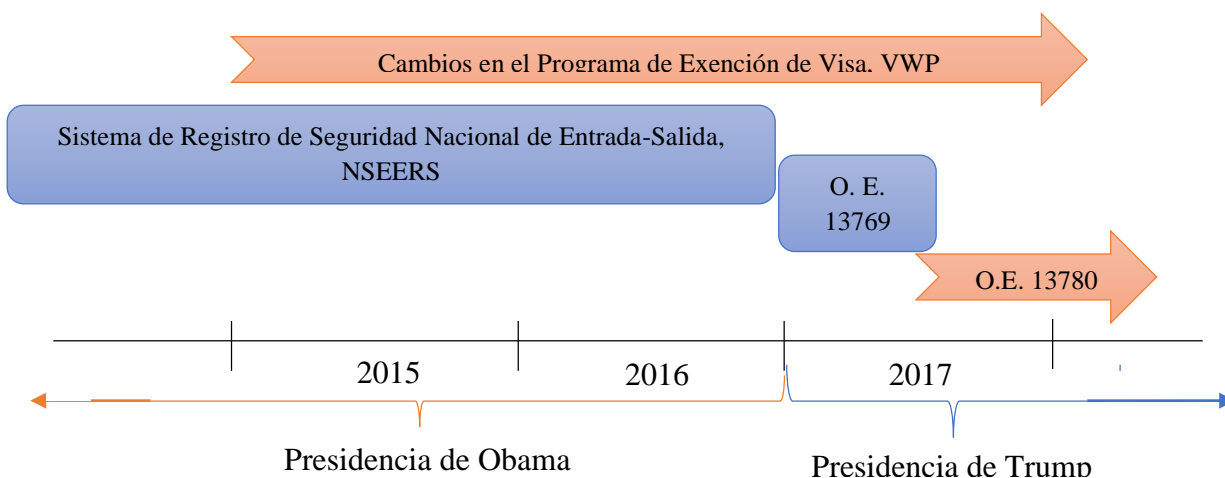 Cambios en el Programa de Exención de Visa, VWP
Sistema de Registro de Seguridad Nacional de Entrada-Salida,
NSEERS
O. E.
13769
O.E. 13780
2015
2016
2017
Presidencia de Obama
Presidencia de Trump